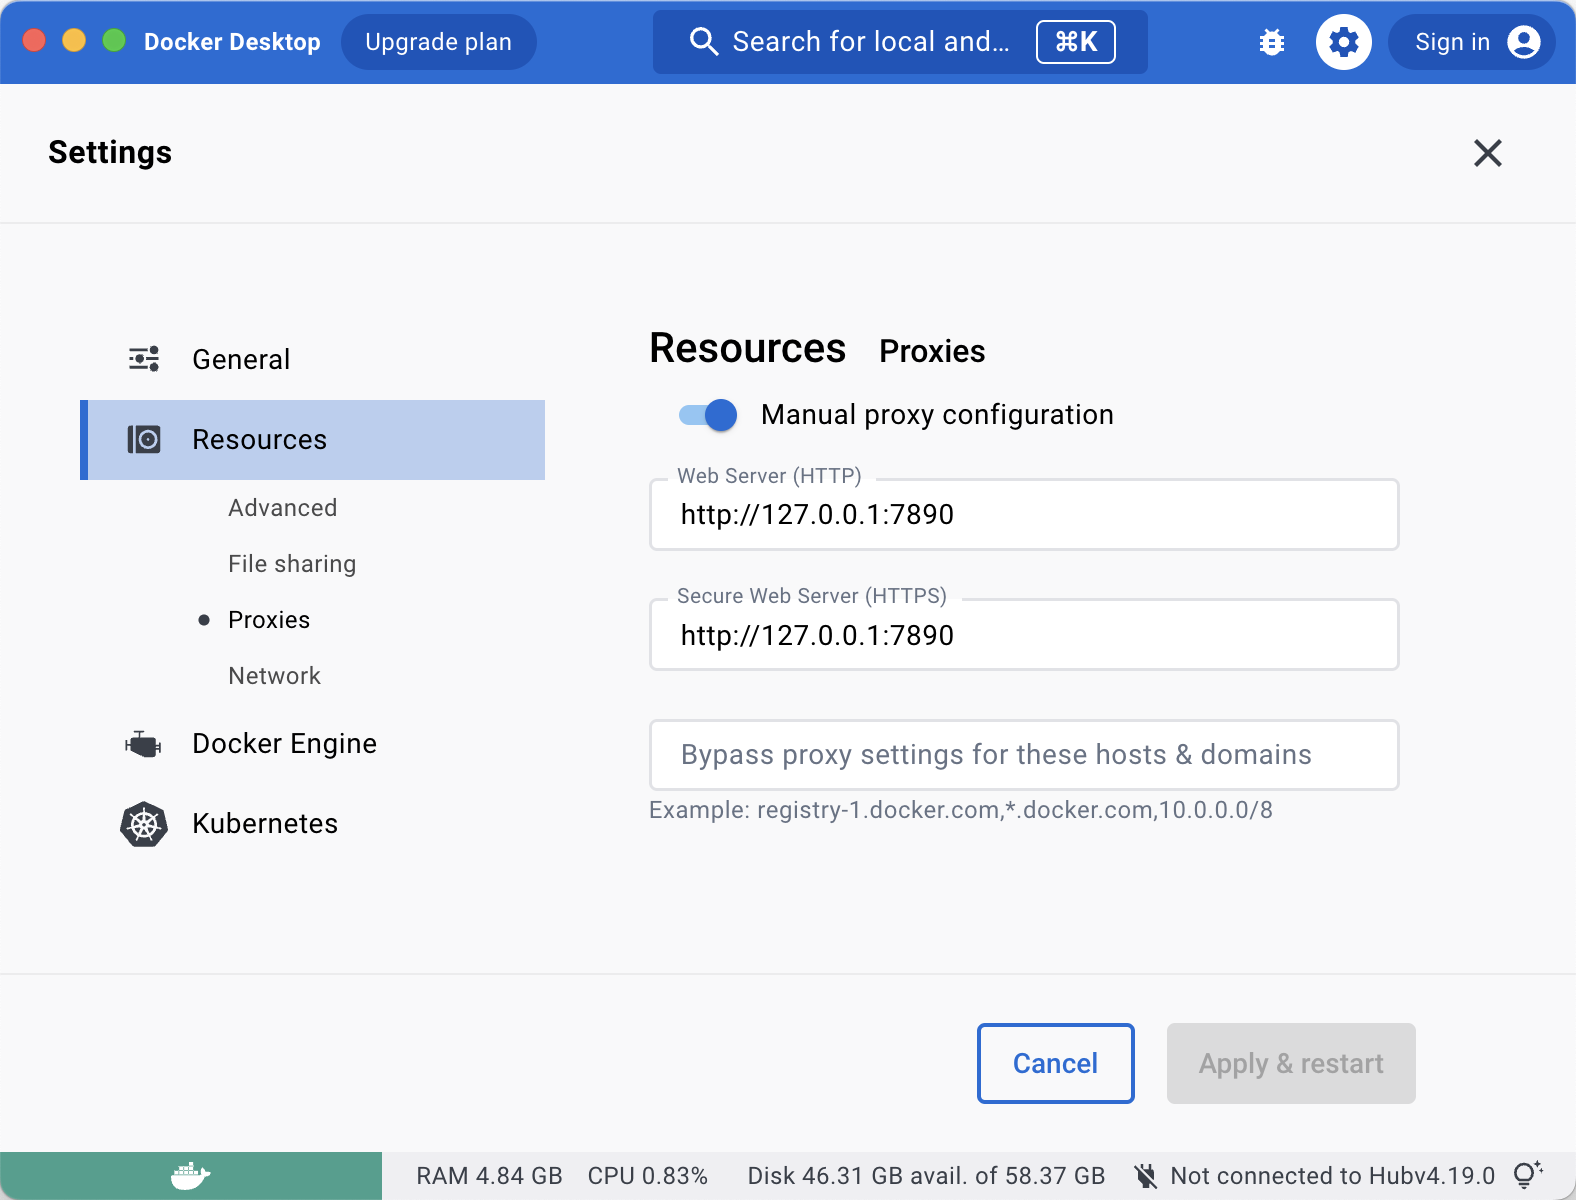 Docker Desktop Upgrade plan Search for local and... ⌘K Sign in
Settings
General
Resources
Advanced
File sharing
Proxies
Network
Docker Engine
Kubernetes
Resources Proxies
Manual proxy configuration
Web Server (HTTP)
http://127.0.0.1:7890
Secure Web Server (HTTPS)
http://127.0.0.1:7890
Bypass proxy settings for these hosts & domains
Example: registry-1.docker.com,*.docker.com,10.0.0.0/8
Cancel Apply & restart
RAM 4.84 GB CPU 0.83% Disk 46.31 GB avail. of 58.37 GB Not connected to Hubv4.19.0